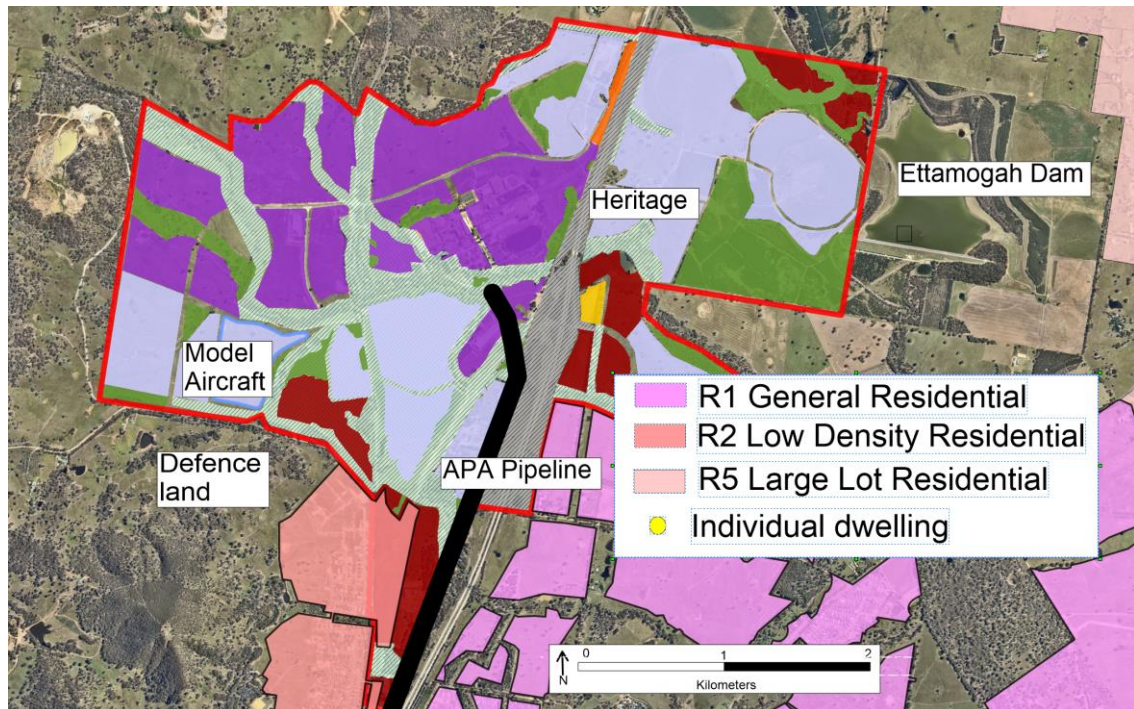 Ettamogah Dam
Heritage
Model
Aircraft
Defence
land
APA Pipeline
R1 General Residential
R2 Low Density Residential
R5 Large Lot Residential
Individual dwelling
N
0 1 2
Kilometers